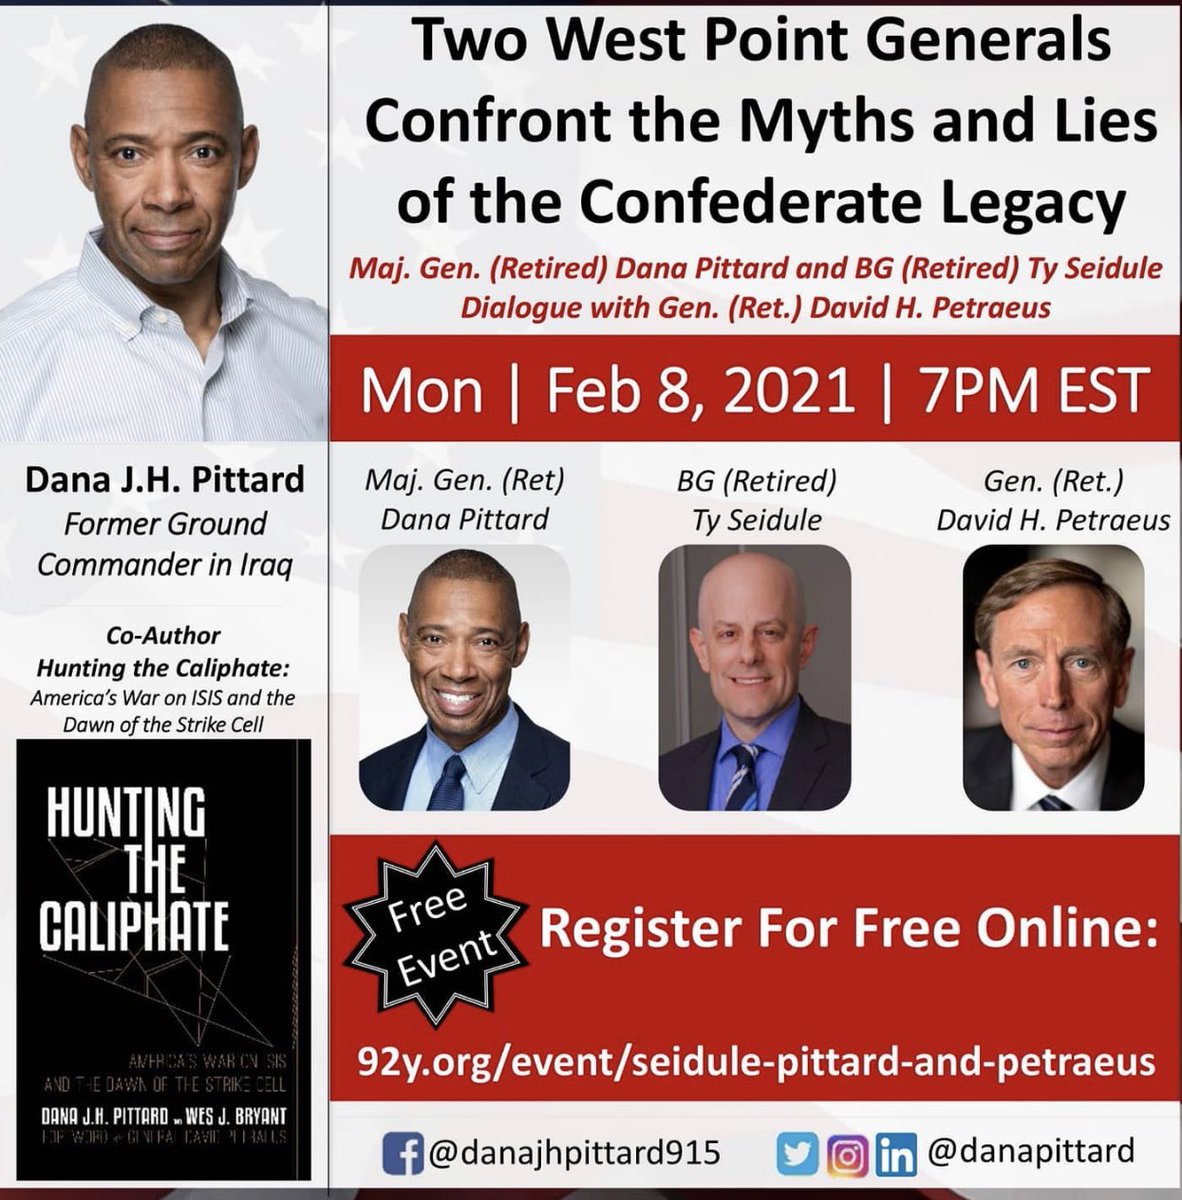 Two West Point Generals
Confront the Myths and Lies
of the Confederate Legacy
Maj. Gen. (Retired) Dana Pittard and BG (Retired) Ty Seidule
Dialogue with Gen. (Ret.) David H. Petraeus
Mon | Feb 8, 2021 | 7PM EST
Dana J.H. Pittard
Former Ground
Commander in Iraq
Co-Author
Hunting the Caliphate:
America's War on ISIS and the
Dawn of the Strike Cell
HUNTING
THE
CALIPHATE
AMERICA'S WAR ON ISIS
AND THE DAWN OF THE STRIKE CELL
DANA J.H. PITTARD AND WES J. BRYANT
FOREWORD BY GENERAL DAVID PETRAEUS
Maj. Gen. (Ret)
Dana Pittard
BG (Retired)
Ty Seidule
Gen. (Ret.)
David H. Petraeus
Free
Event
Register For Free Online:
92y.org/event/seidule-pittard-and-petraeus
@danajhpittard915
@danapittard